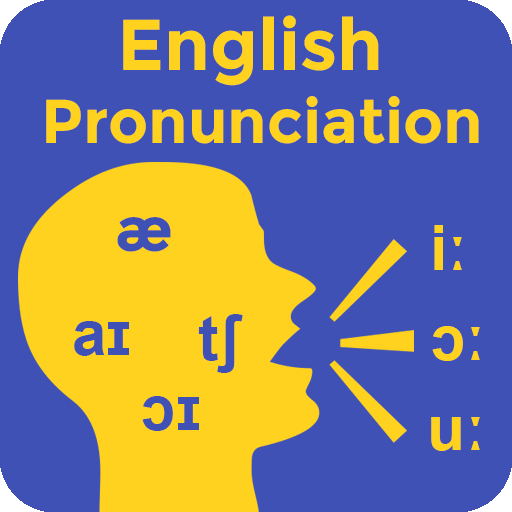 English
Pronunciation
æ
iː
aɪ tʃ ɔː
ɔɪ
uː